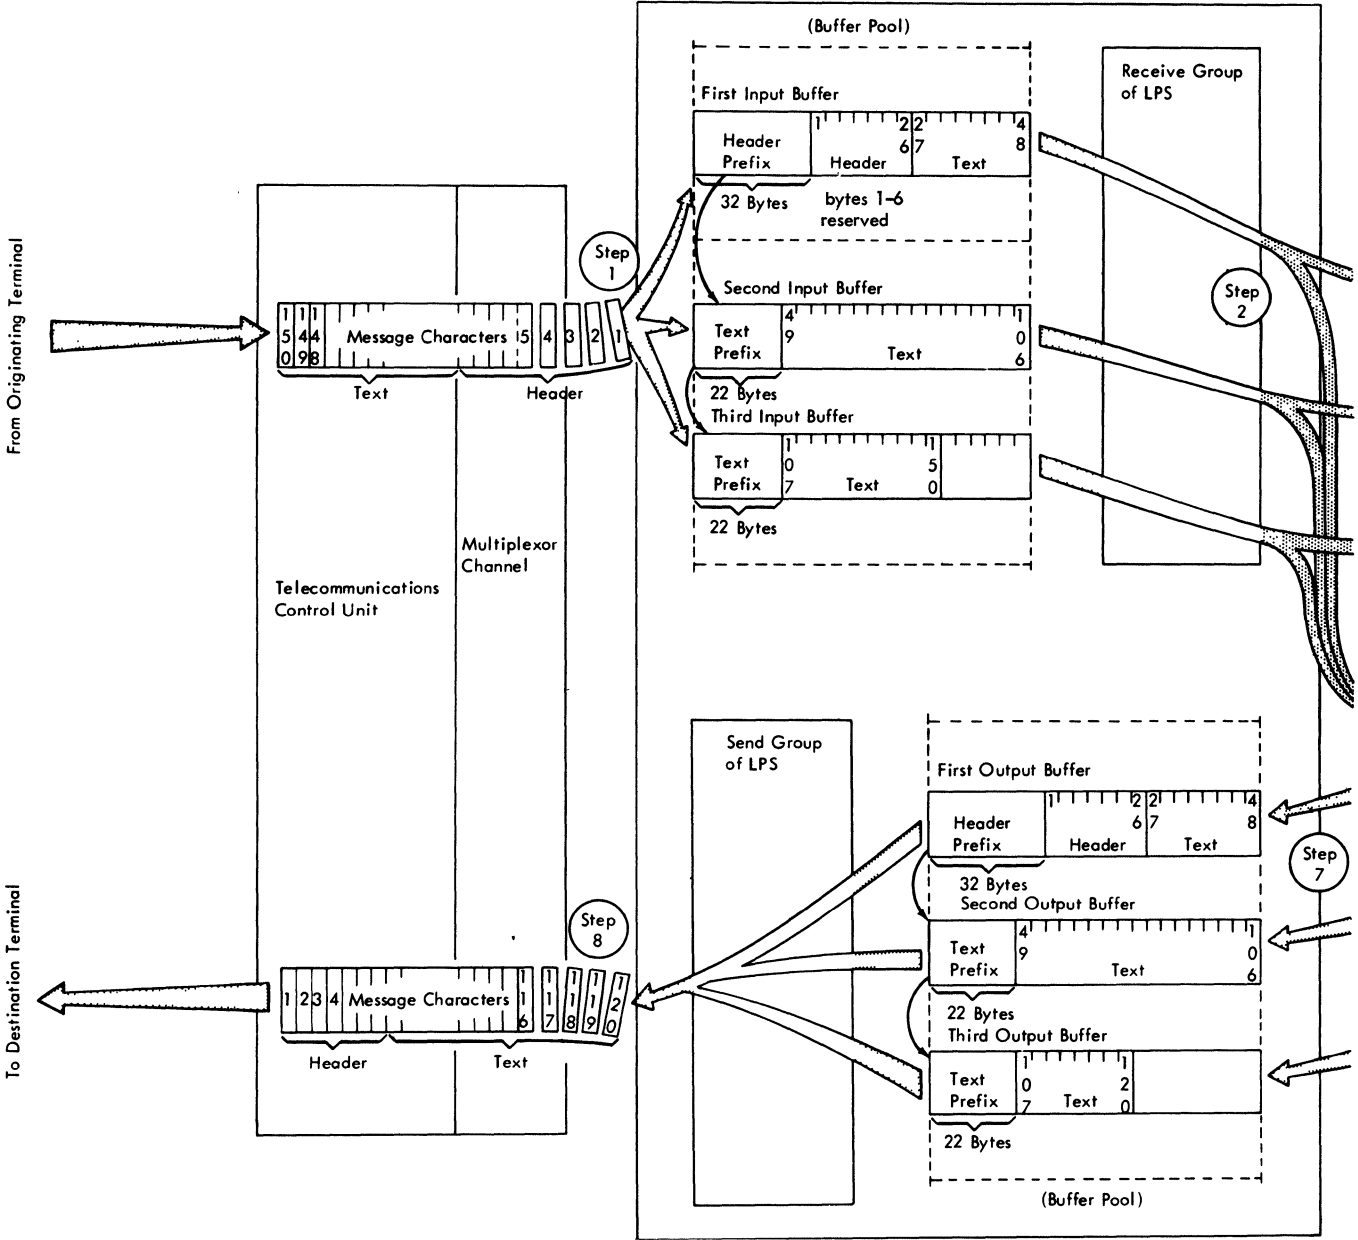 (Buffer Pool)
Receive Group
of LPS
First Input Buffer
Header
Prefix
1 26 27 48
Header Text
32 Bytes
bytes 1-6
reserved
From Originating Terminal
Step
1
Second Input Buffer
Step
2
150 149 148 Message Characters 5 4 3 2 1
Text
Prefix
49 106
Text
Text Header
22 Bytes
Third Input Buffer
Text
Prefix
107 150
Text
22 Bytes
Multiplexor
Channel
Telecommunications
Control Unit
Send Group
of LPS
First Output Buffer
Header
Prefix
1 26 27 48
Header Text
Step
7
32 Bytes
Second Output Buffer
To Destination Terminal
Step
8
Text
Prefix
49 106
Text
1 2 3 4 Message Characters 116 117 118 119 120
22 Bytes
Third Output Buffer
Header Text
Text
Prefix
107 120
Text
22 Bytes
(Buffer Pool)